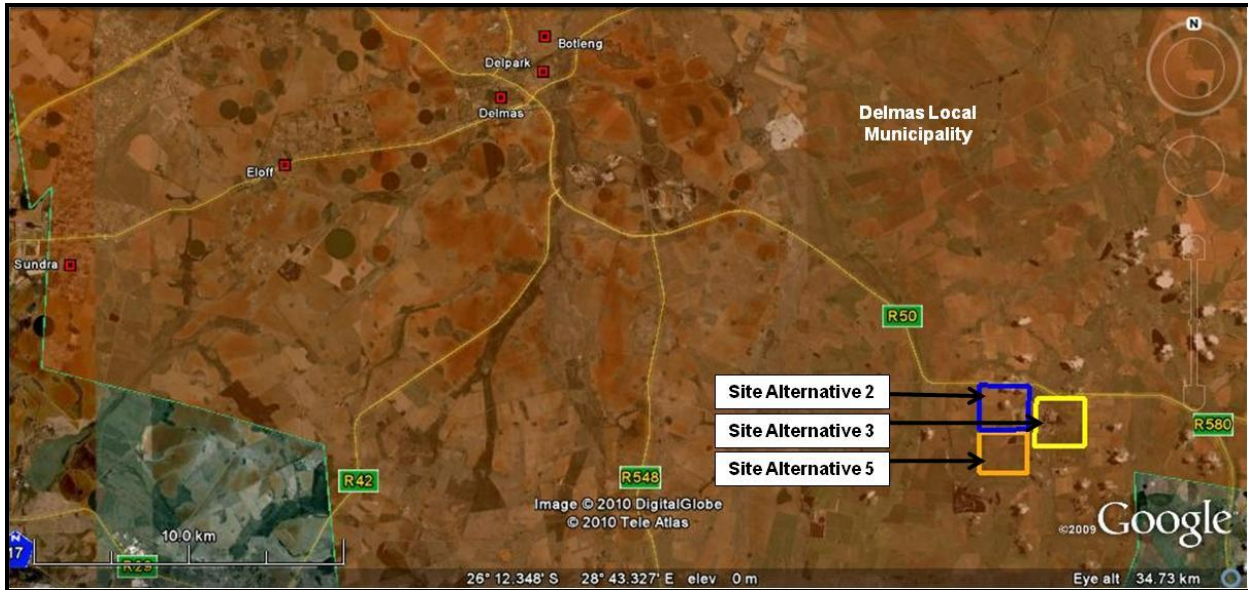 N
Botleng
Delpark
Delmas
Delmas Local
Municipality
Eloff
Sundra
R50
Site Alternative 2
Site Alternative 3
Site Alternative 5
R580
R42
R548
Image © 2010 DigitalGlobe
© 2010 Tele Atlas
©2009 Google™
10.0 km
N
17
R29
26° 12.348' S 28° 43.327' E elev 0 m
Eye alt 34.73 km